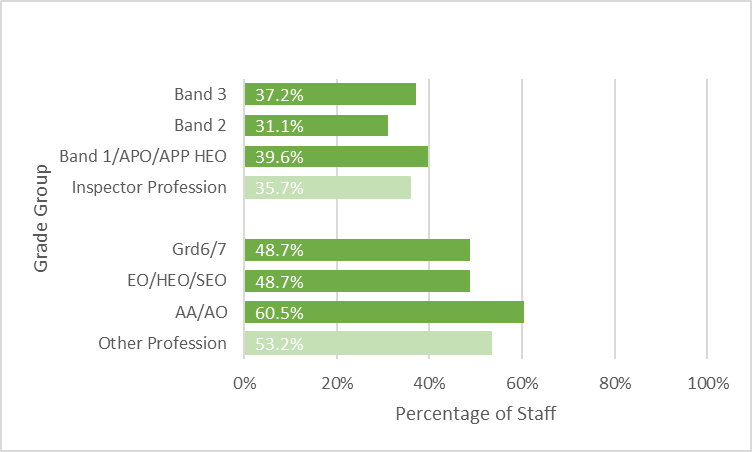 Band 3 37.2%
Band 2 31.1%
Band 1/APO/APP HEO 39.6%
Inspector Profession 35.7%
Grd6/7 48.7%
EO/HEO/SEO 48.7%
AA/AO 60.5%
Other Profession 53.2%
0% 20% 40% 60% 80% 100%
Percentage of Staff
Grade Group